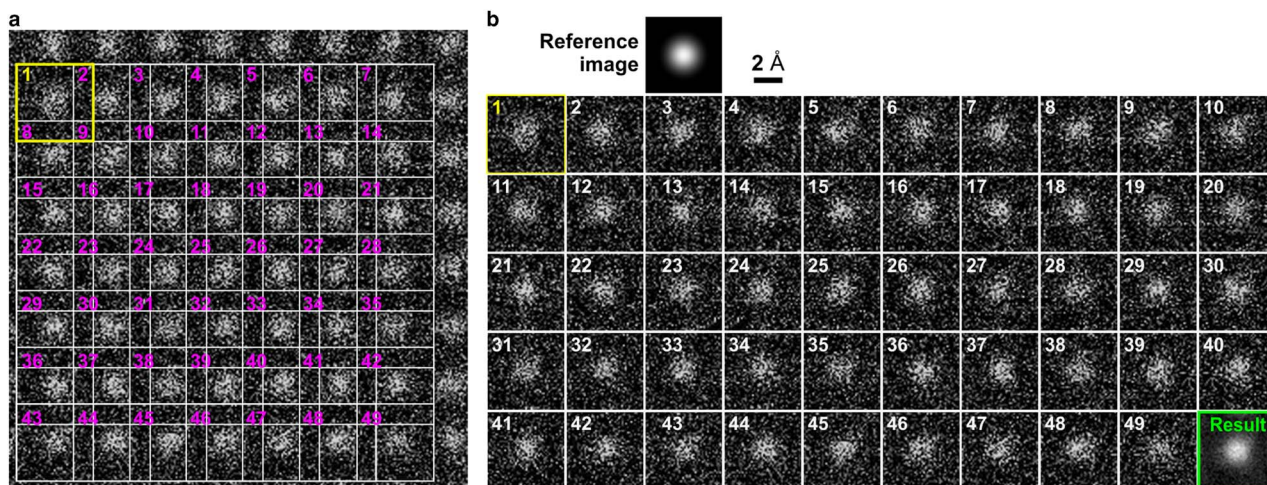 a
1 2 3 4 5 6 7
8 9 10 11 12 13 14
15 16 17 18 19 20 21
22 23 24 25 26 27 28
29 30 31 32 33 34 35
36 37 38 39 40 41 42
43 44 45 46 47 48 49
b
Reference
image
2 Å
1 2 3 4 5 6 7 8 9 10
11 12 13 14 15 16 17 18 19 20
21 22 23 24 25 26 27 28 29 30
31 32 33 34 35 36 37 38 39 40
41 42 43 44 45 46 47 48 49 Result